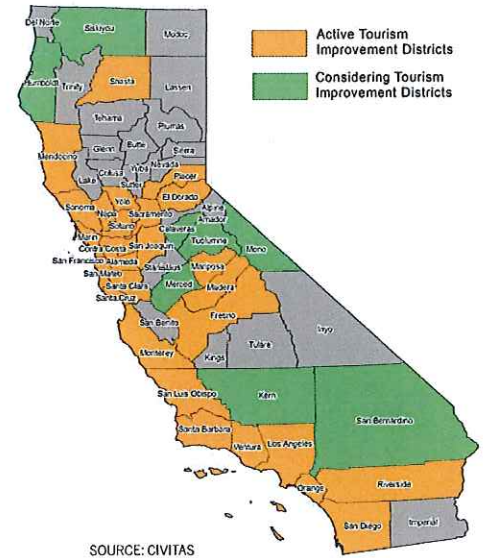 Del Norte
Siskiyou
Modoc
Humboldt
Trinity
Shasta
Lassen
Tehama
Plumas
Mendocino
Glenn
Butte
Sierra
Lake
Colusa
Yuba
Nevada
Sutter
Placer
Sonoma
Napa
Yolo
Sacramento
El Dorado
Alpine
Amador
Solano
Calaveras
Marin
Contra Costa
San Joaquin
Tuolumne
Mono
San Francisco
Alameda
Stanislaus
Mariposa
San Mateo
Santa Clara
Merced
Madera
Santa Cruz
San Benito
Fresno
Inyo
Monterey
Kings
Tulare
San Luis Obispo
Kern
San Bernardino
Santa Barbara
Ventura
Los Angeles
Orange
Riverside
San Diego
Imperial
Active Tourism
Improvement Districts
Considering Tourism
Improvement Districts
SOURCE: CIVITAS